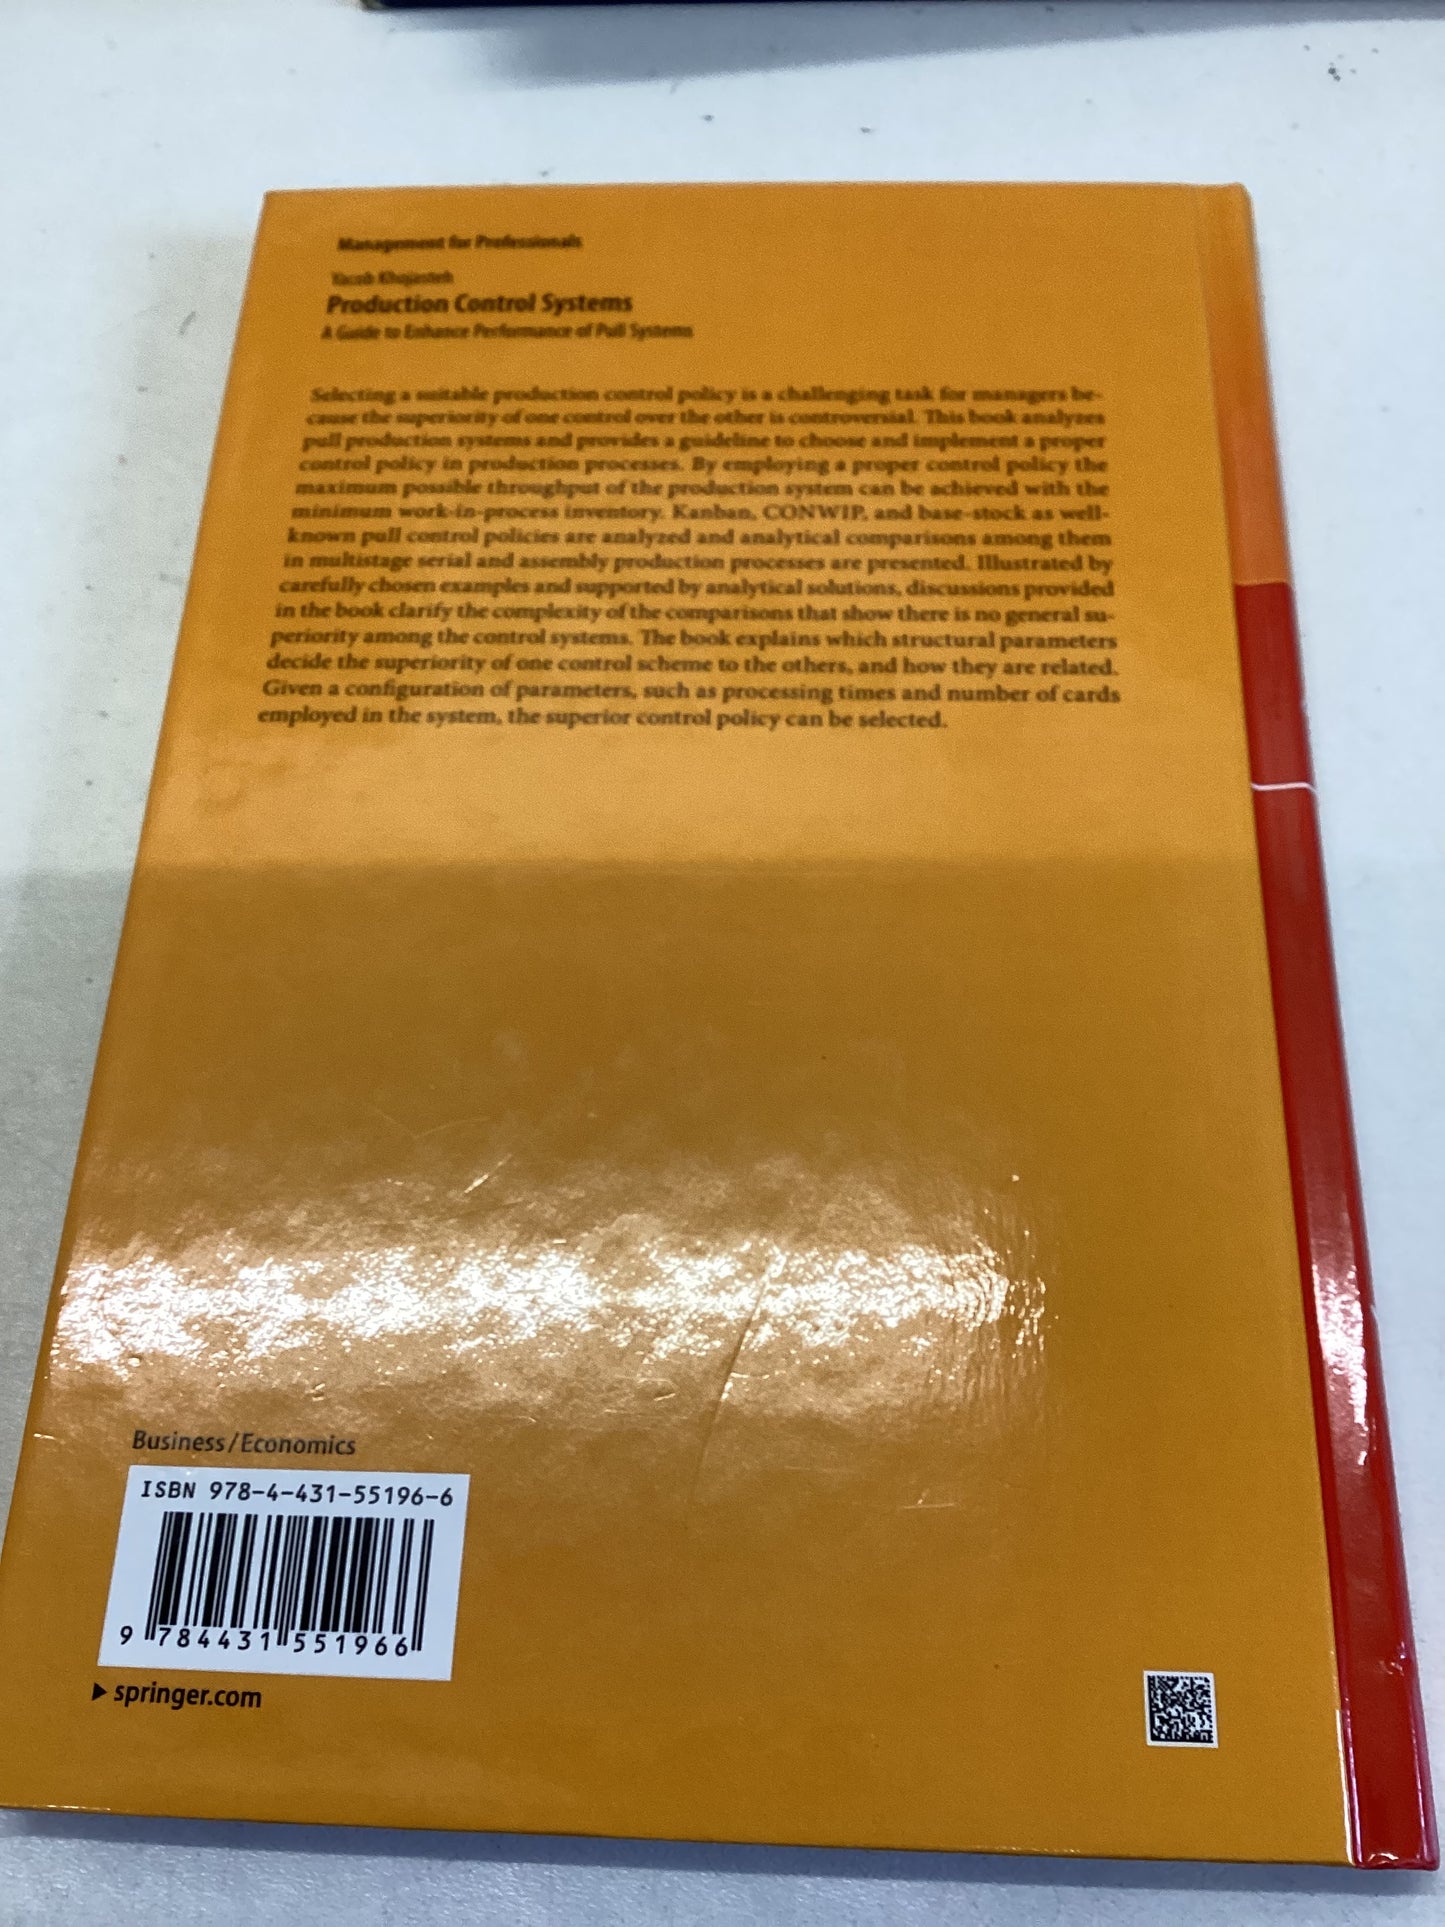 Management for Professionals
Yacob Khojasteh
Production Control Systems
A Guide to Enhance Performance of Pull Systems
Selecting a suitable production control policy is a challenging task for managers be-
cause the superiority of one control over the other is controversial. This book analyzes
pull production systems and provides a guideline to choose and implement a proper
control policy in production processes. By employing a proper control policy the
maximum possible throughput of the production system can be achieved with the
minimum work-in-process inventory. Kanban, CONWIP, and base-stock as well-
known pull control policies are analyzed and analytical comparisons among them
in multistage serial and assembly production processes are presented. Illustrated by
carefully chosen examples and supported by analytical solutions, discussions provided
in the book clarify the complexity of the comparisons that show there is no general su-
periority among the control systems. The book explains which structural parameters
decide the superiority of one control scheme to the others, and how they are related.
Given a configuration of parameters, such as processing times and number of cards
employed in the system, the superior control policy can be selected.
Business / Economics
ISBN 978-4-431-55196-6
9 784431 551966
▶ springer.com